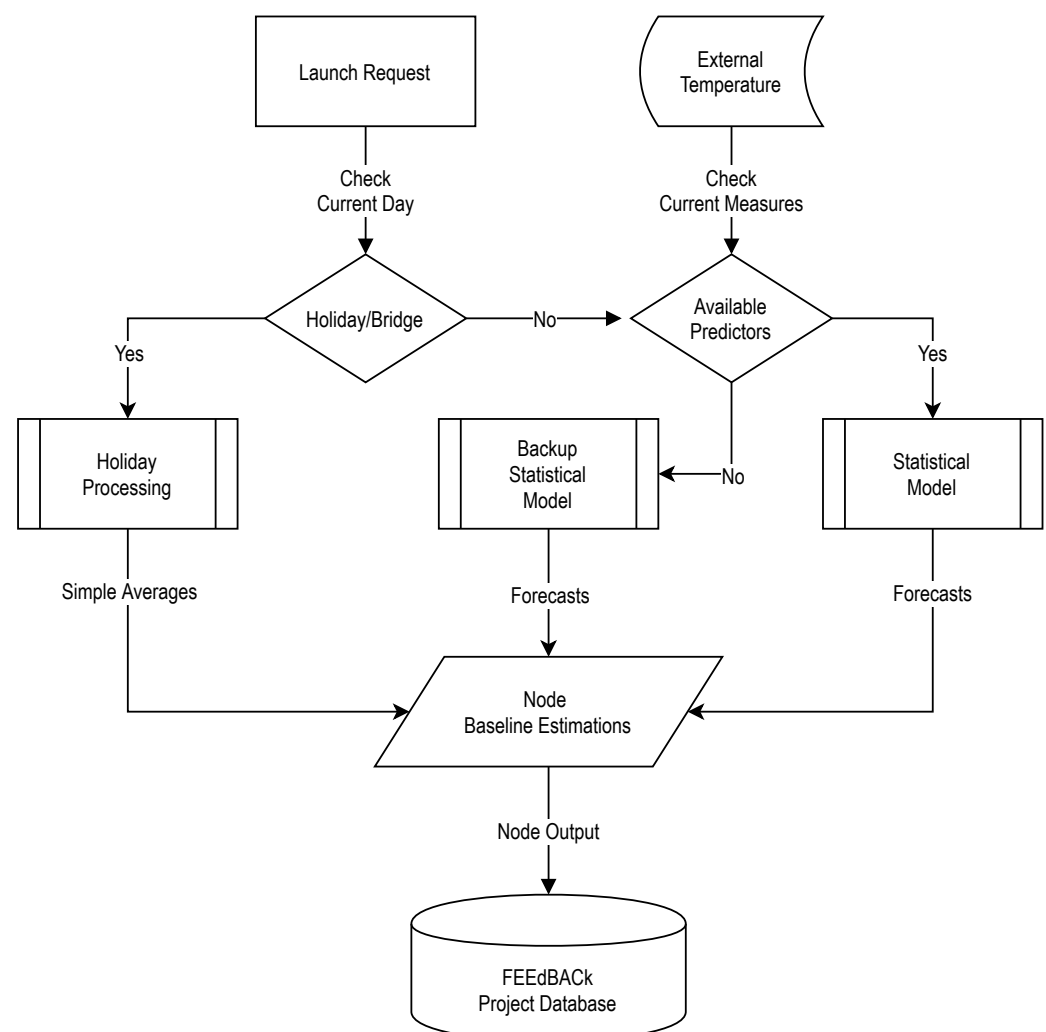 Launch Request
External
Temperature
Check
Current Day
Check
Current Measures
Holiday/Bridge
No
Available
Predictors
Yes
Yes
Holiday
Processing
Backup
Statistical
Model
No
Statistical
Model
Simple Averages
Forecasts
Forecasts
Node
Baseline Estimations
Node Output
FEEdBACk
Project Database